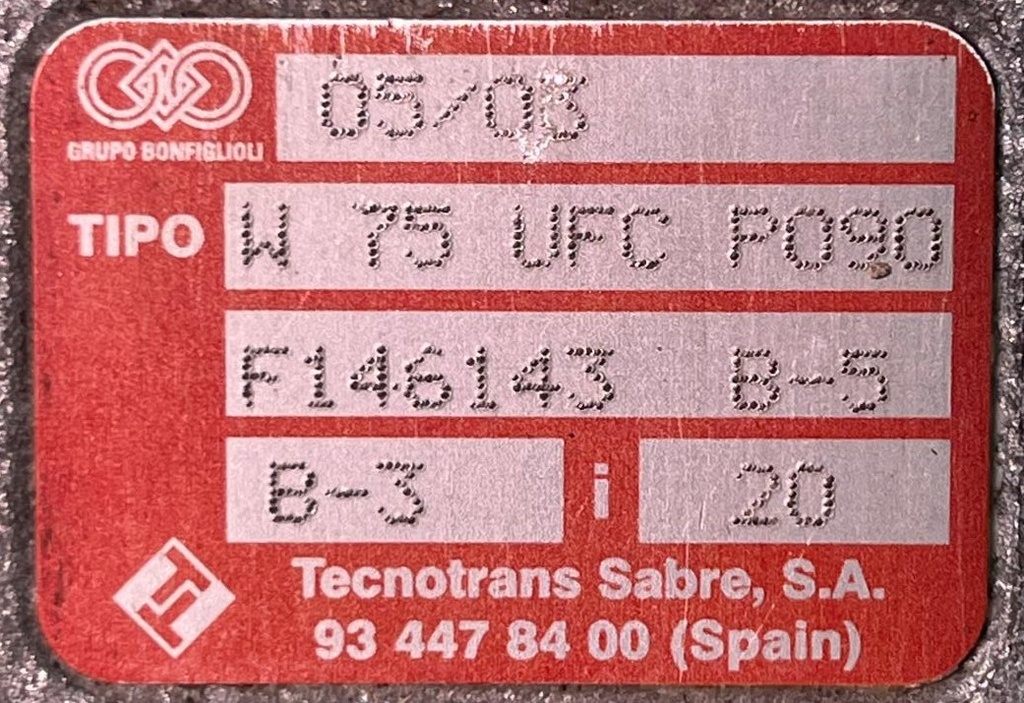 05/03
GRUPO BONFIGLIOLI
TIPO W 75 UFC P090
F146143 B-5
B-3 i 20
Tecnotrans Sabre, S.A.
93 447 84 00 (Spain)